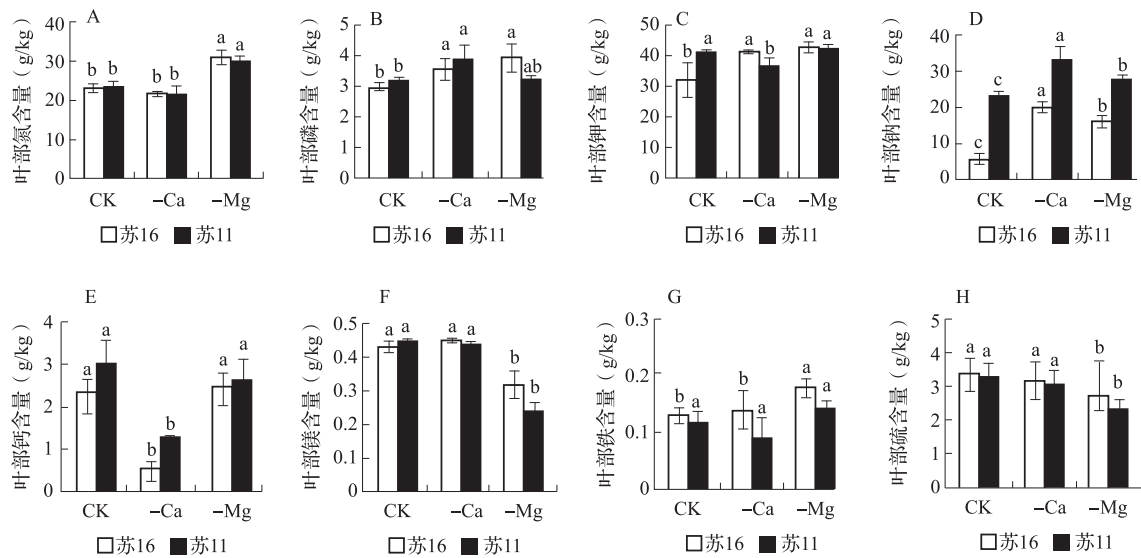 A
叶部氮含量（g/kg）
40
30
20
10
0
b b b b a a
CK −Ca −Mg
苏16 苏11
B
叶部磷含量（g/kg）
5
4
3
2
1
0
b b a a a ab
CK −Ca −Mg
苏16 苏11
C
叶部钾含量（g/kg）
50
40
30
20
10
0
b a a b a a
CK −Ca −Mg
苏16 苏11
D
叶部钠含量（g/kg）
40
30
20
10
0
c c a a b b
CK −Ca −Mg
苏16 苏11
E
叶部钙含量（g/kg）
4
3
2
1
0
a a b b a a
CK −Ca −Mg
苏16 苏11
F
叶部镁含量（g/kg）
0.5
0.4
0.3
0.2
0.1
0
a a a a b b
CK −Ca −Mg
苏16 苏11
G
叶部铁含量（g/kg）
0.3
0.2
0.1
0
b a b a a a
CK −Ca −Mg
苏16 苏11
H
叶部硫含量（g/kg）
5
4
3
2
1
0
a a a a b b
CK −Ca −Mg
苏16 苏11